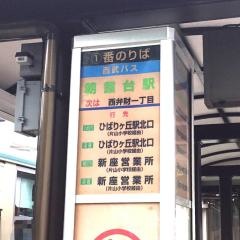 1番のりば
西武バス
朝霞台駅
次は 西弁財一丁目
行先
ひばりヶ丘駅北口
(片山小学校経由)
ひばりヶ丘駅北口
(片山小学校経由)
新座営業所
(片山小学校経由)
新座営業所
(片山小学校経由)